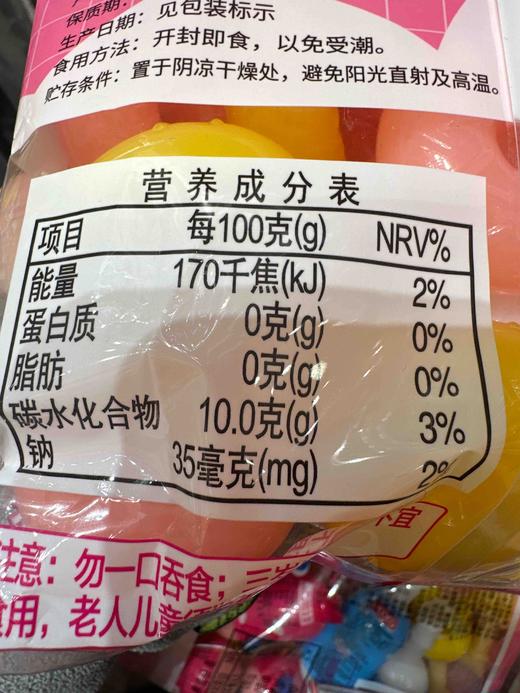 保质期:
生产日期: 见包装标示
食用方法: 开封即食，以免受潮。
贮存条件: 置于阴凉干燥处，避免阳光直射及高温。
营养成分表
项目 每100克(g) NRV%
能量 170千焦(kJ) 2%
蛋白质 0克(g) 0%
脂肪 0克(g) 0%
碳水化合物 10.0克(g) 3%
钠 35毫克(mg) 2%
不宜
注意: 勿一口吞食; 三岁
食用, 老人儿童